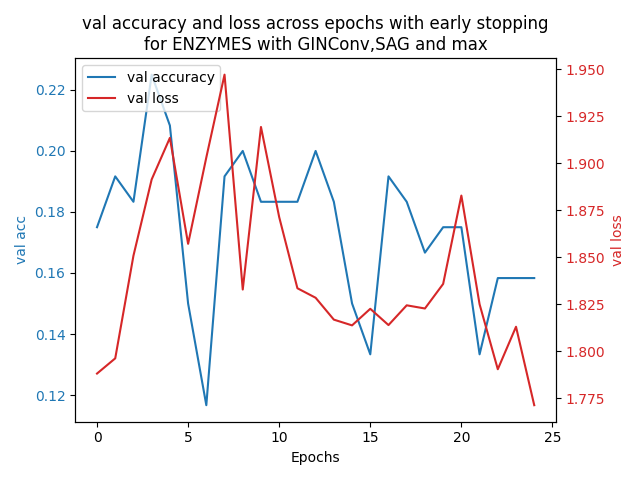 val accuracy and loss across epochs with early stopping
for ENZYMES with GINConv,SAG and max
val accuracy
val loss
0.22
0.20
0.18
0.16
0.14
0.12
val acc
1.950
1.925
1.900
1.875
1.850
1.825
1.800
1.775
val loss
0 5 10 15 20 25
Epochs